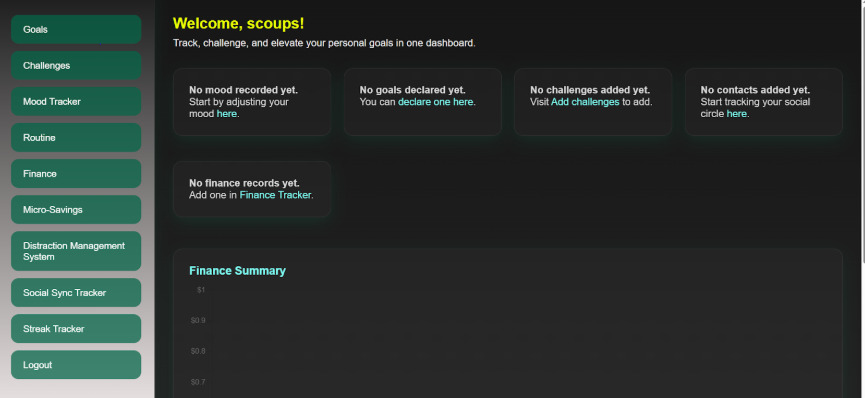 Goals
Challenges
Mood Tracker
Routine
Finance
Micro-Savings
Distraction Management
System
Social Sync Tracker
Streak Tracker
Logout
Welcome, scoups!
Track, challenge, and elevate your personal goals in one dashboard.
No mood recorded yet.
Start by adjusting your
mood here.
No goals declared yet.
You can declare one here.
No challenges added yet.
Visit Add challenges to add.
No contacts added yet.
Start tracking your social
circle here.
No finance records yet.
Add one in Finance Tracker.
Finance Summary
$1
$0.9
$0.8
$0.7